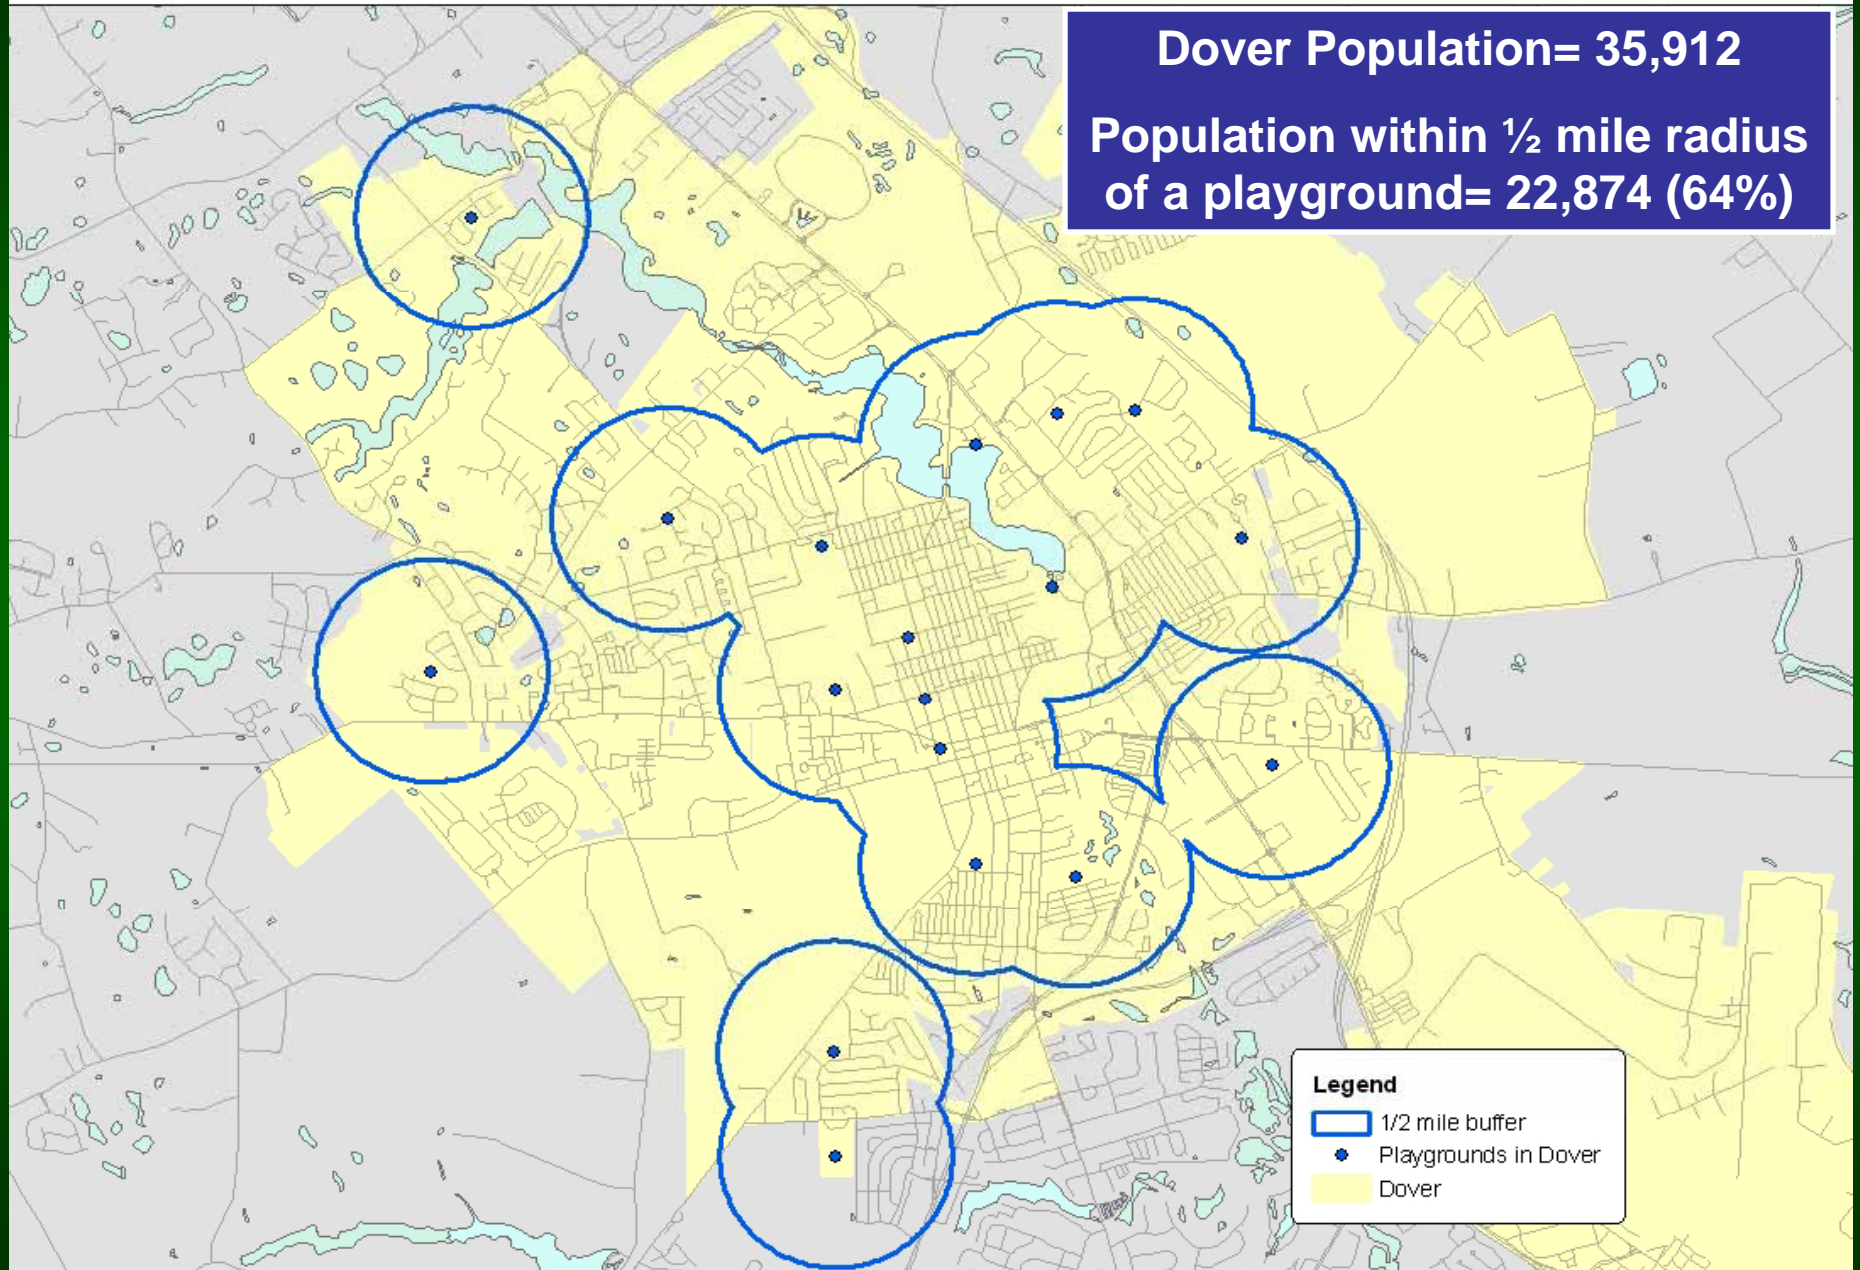 Dover Population= 35,912
Population within ½ mile radius
of a playground= 22,874 (64%)
Legend
1/2 mile buffer
Playgrounds in Dover
Dover